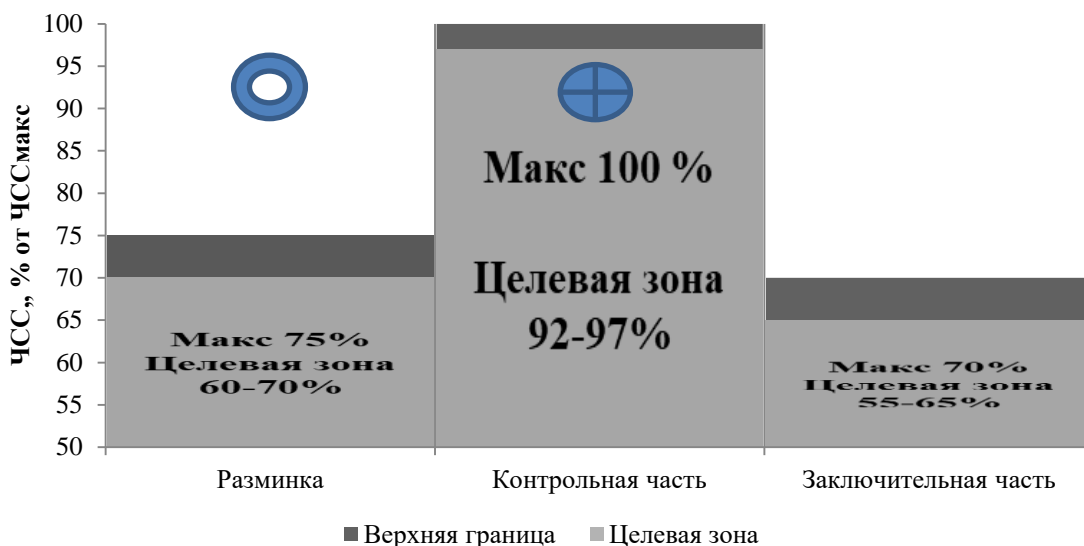 ЧСС,, % от ЧССмакс
100
95
90
85
80
75
70
65
60
55
50
Макс 75%
Целевая зона
60-70%
Макс 100 %
Целевая зона
92-97%
Макс 70%
Целевая зона
55-65%
Разминка
Контрольная часть
Заключительная часть
Верхняя граница
Целевая зона